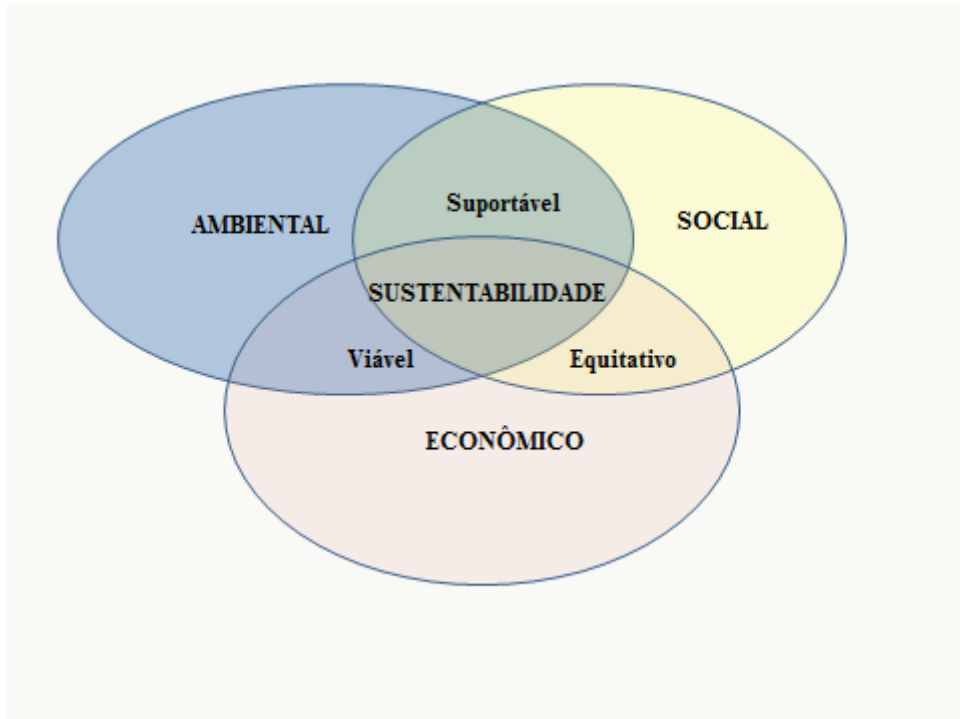 Suportável
AMBIENTAL
SOCIAL
SUSTENTABILIDADE
Viável
Equitativo
ECONÔMICO